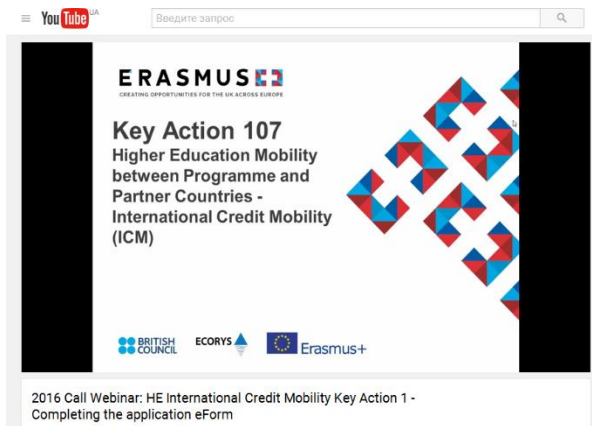 You Tube UA
Введите запрос
ERASMUS
CREATING OPPORTUNITIES FOR THE UK ACROSS EUROPE
Key Action 107
Higher Education Mobility
between Programme and
Partner Countries -
International Credit Mobility
(ICM)
BRITISH
COUNCIL
ECORYS
Erasmus+
2016 Call Webinar: HE International Credit Mobility Key Action 1 -
Completing the application eForm